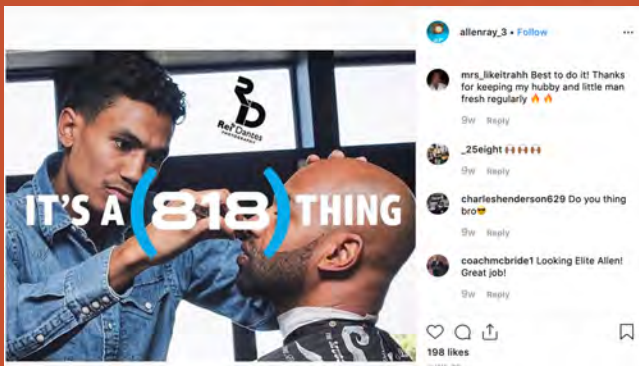 allenray_3 • Follow
RD
Rei Dantes
PHOTOGRAPHY
IT'S A (818) THING
mrs_likeitrahh Best to do it! Thanks
for keeping my hubby and little man
fresh regularly 🔥 🔥
9w Reply
_25eight
9w Reply
charleshenderson629 Do you thing
bro😎
9w Reply
coachmcbride1 Looking Elite Allen!
Great job!
9w Reply
198 likes